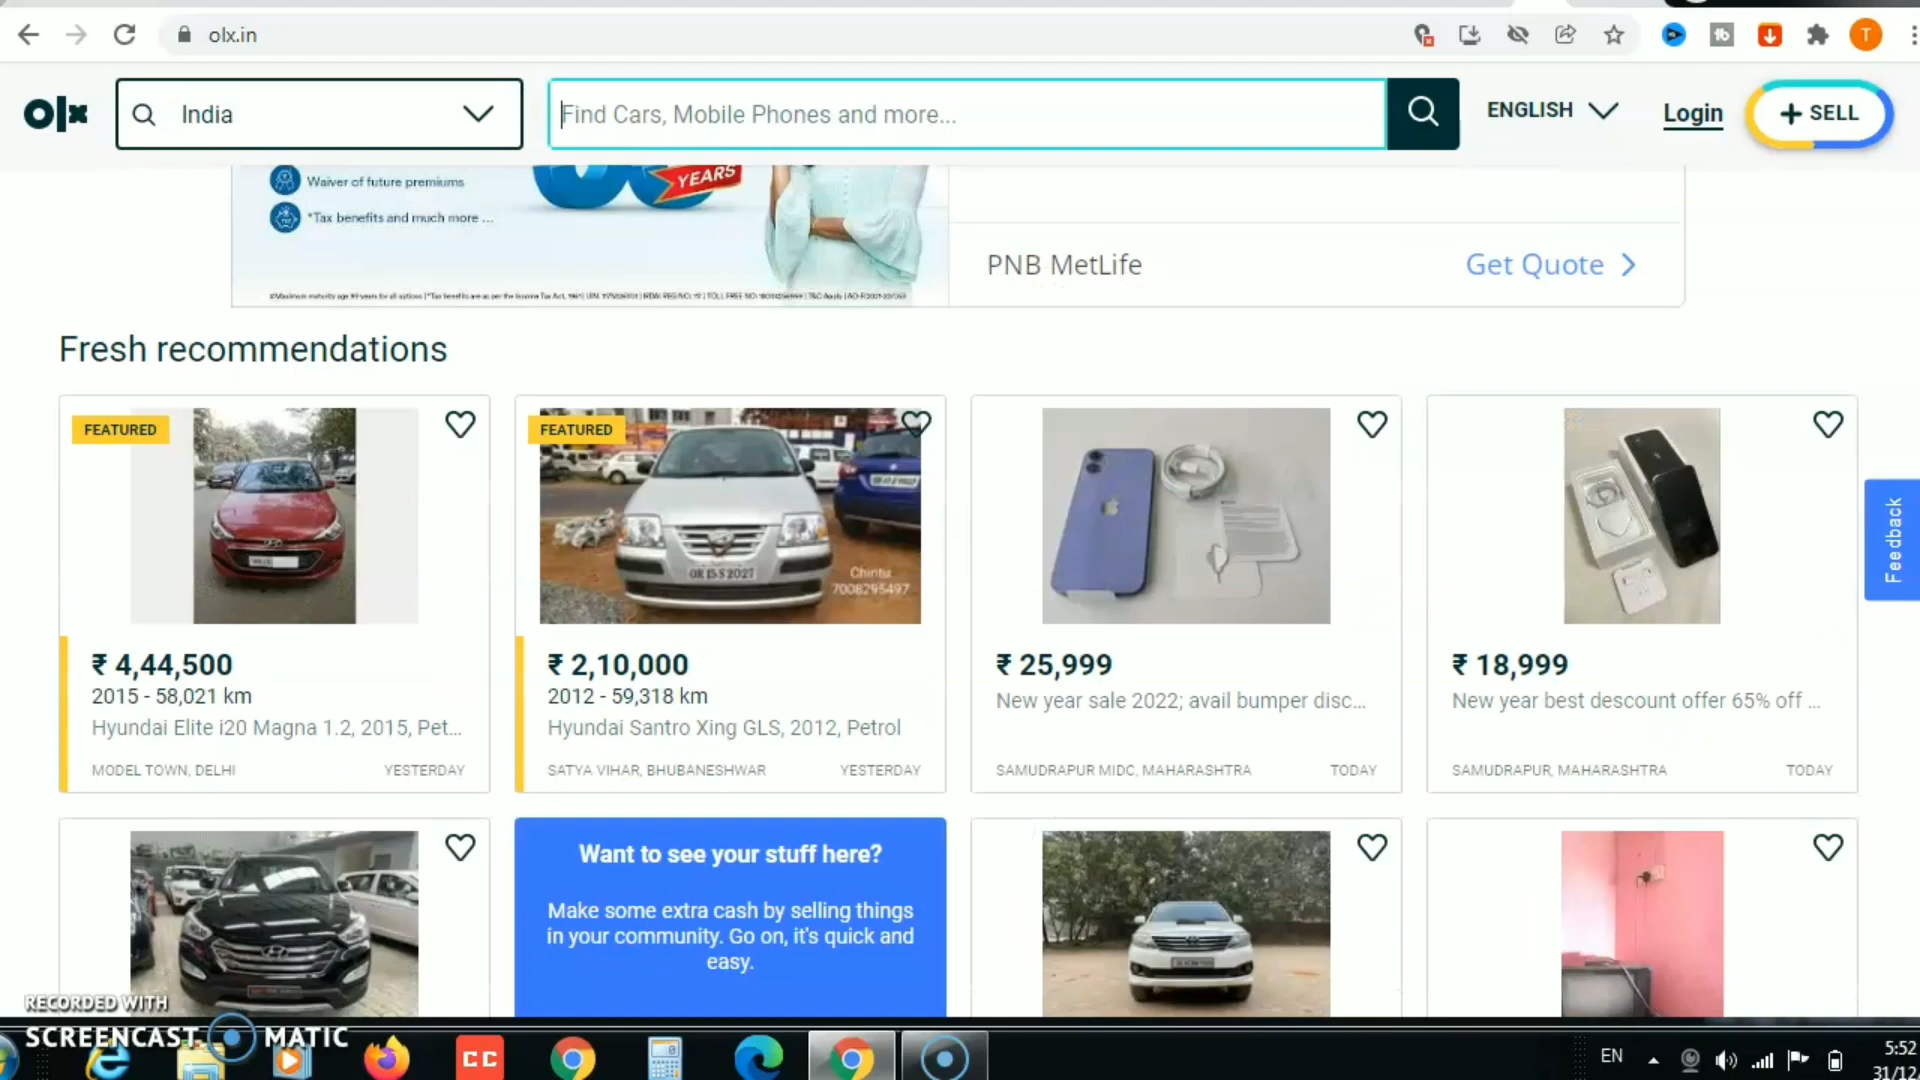 olx.in
T
olx
India
Find Cars, Mobile Phones and more...
ENGLISH
Login
+ SELL
Waiver of future premiums
*Tax benefits and much more ...
YEARS
PNB MetLife
Get Quote
Fresh recommendations
FEATURED
₹ 4,44,500
2015 - 58,021 km
Hyundai Elite i20 Magna 1.2, 2015, Pet...
MODEL TOWN, DELHI
YESTERDAY
FEATURED
OR15S2027
Chintu
7008295497
₹ 2,10,000
2012 - 59,318 km
Hyundai Santro Xing GLS, 2012, Petrol
SATYA VIHAR, BHUBANESHWAR
YESTERDAY
₹ 25,999
New year sale 2022; avail bumper disc...
SAMUDRAPUR MIDC, MAHARASHTRA
TODAY
₹ 18,999
New year best descount offer 65% off ...
SAMUDRAPUR, MAHARASHTRA
TODAY
Feedback
Want to see your stuff here?
Make some extra cash by selling things
in your community. Go on, it's quick and
easy.
RECORDED WITH
SCREENCAST MATIC
CC
EN
5:52
31/12